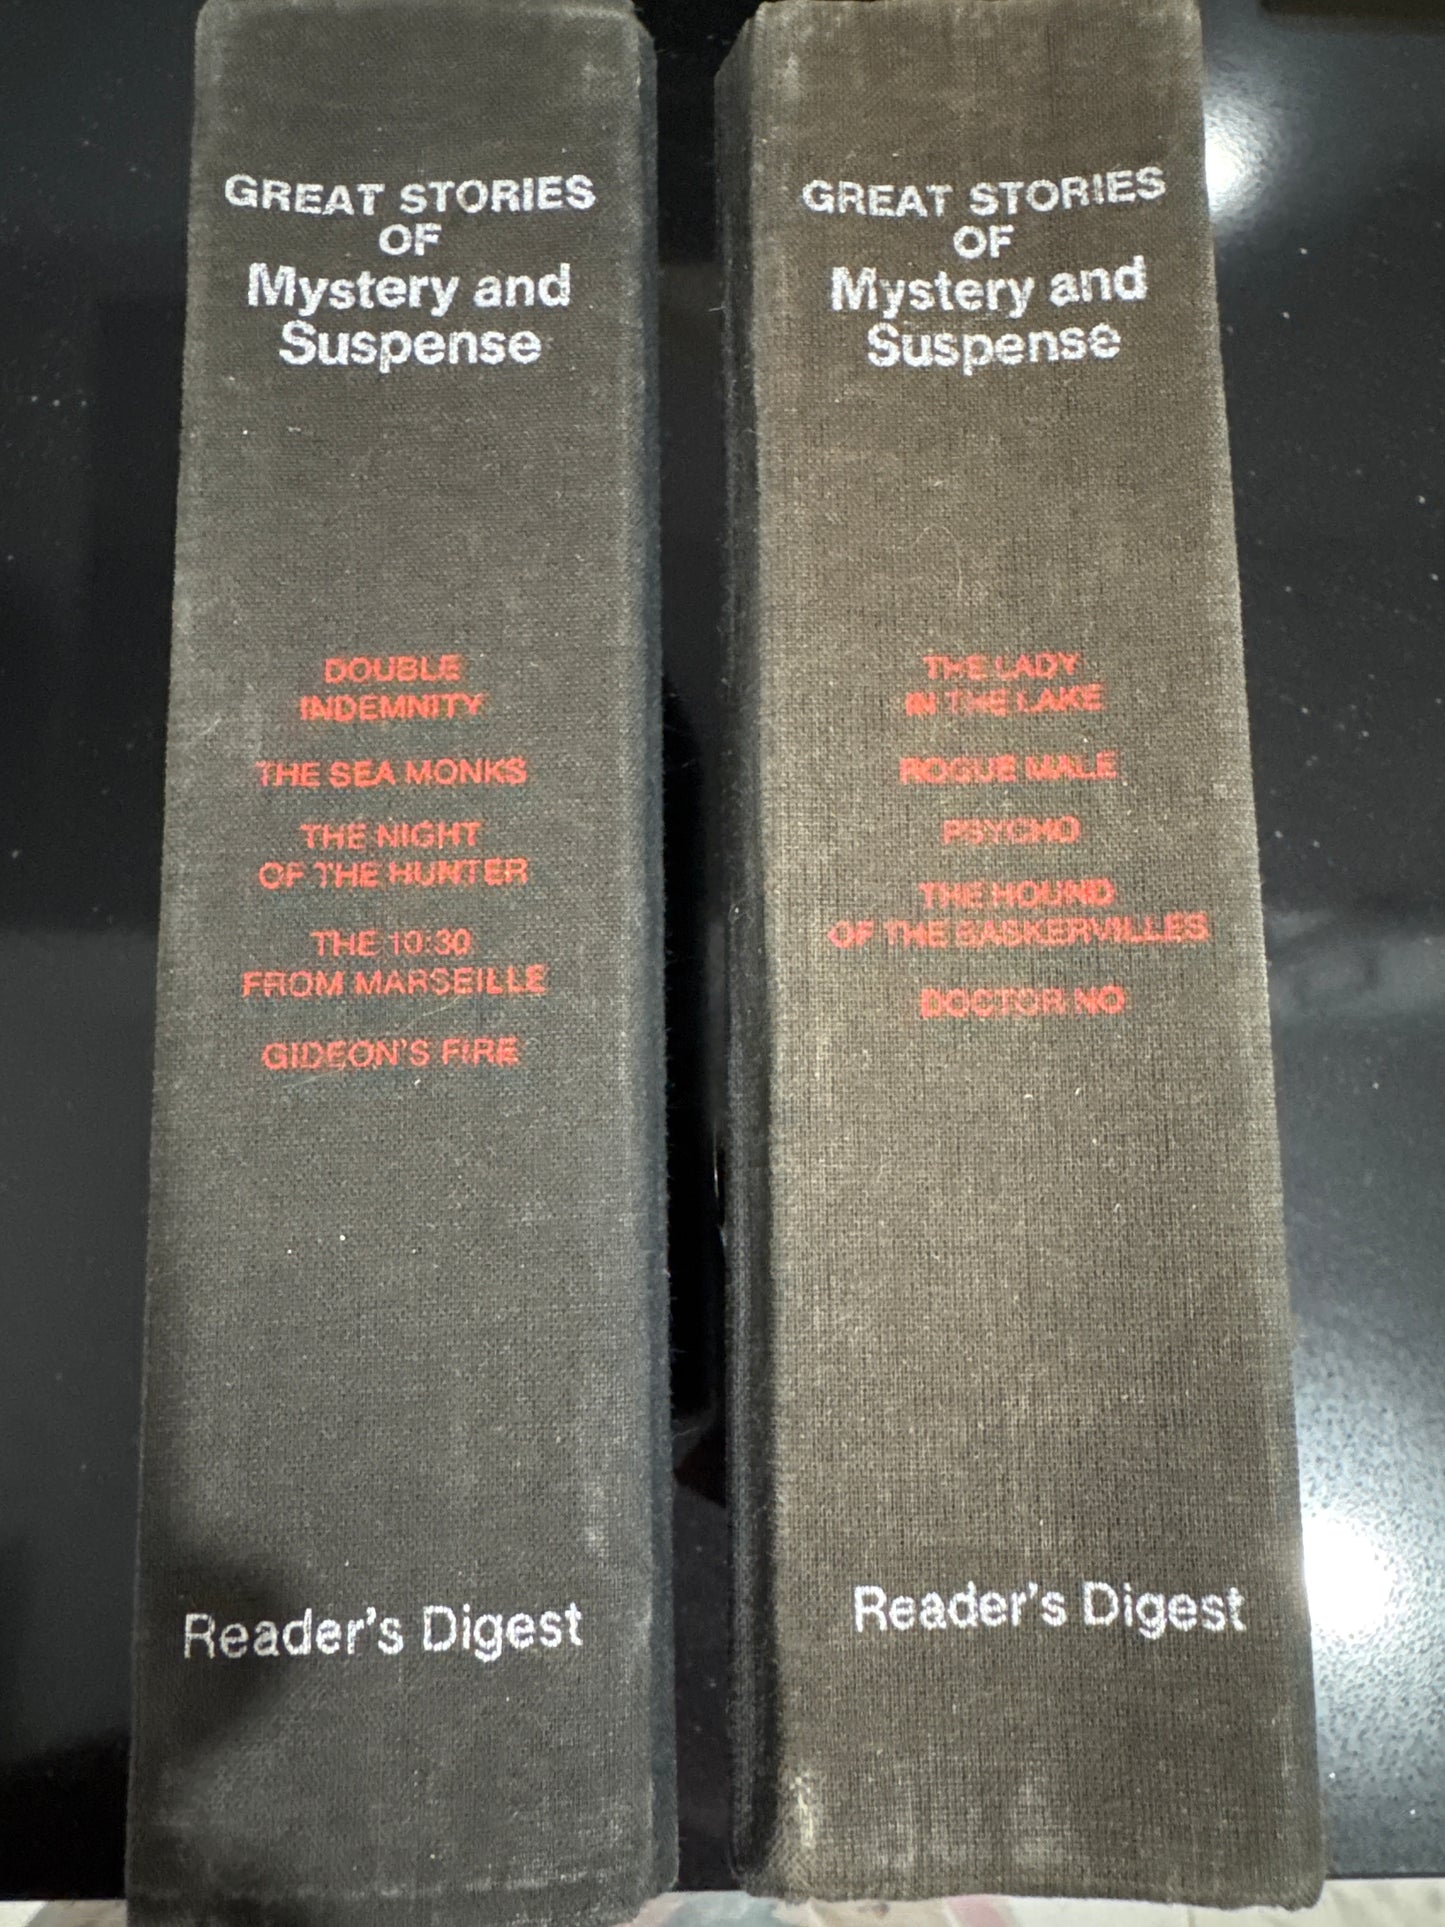 GREAT STORIES
OF
Mystery and
Suspense
DOUBLE
INDEMNITY
THE SEA MONKS
THE NIGHT
OF THE HUNTER
THE 10:30
FROM MARSEILLE
GIDEON'S FIRE
Reader's Digest
GREAT STORIES
OF
Mystery and
Suspense
THE LADY
IN THE LAKE
ROGUE MALE
PSYCHO
THE HOUND
OF THE BASKERVILLES
DOCTOR NO
Reader's Digest